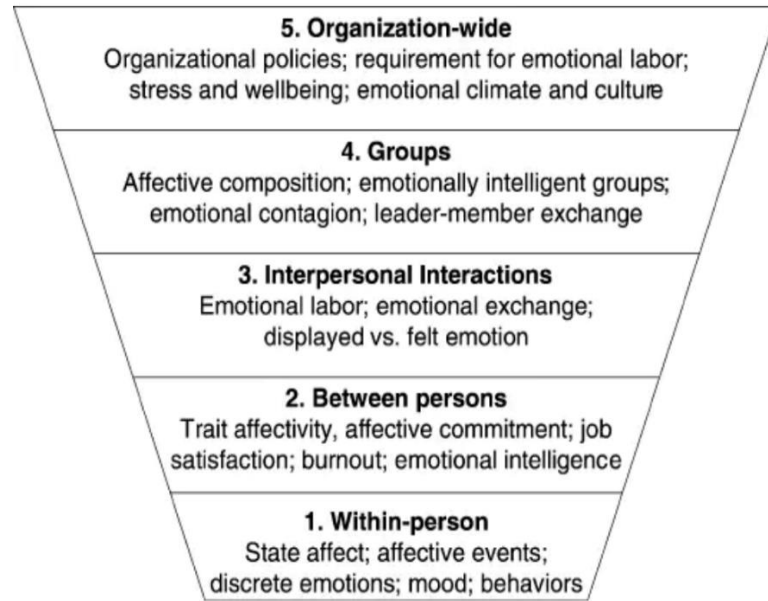 5. Organization-wide
Organizational policies; requirement for emotional labor;
stress and wellbeing; emotional climate and culture
4. Groups
Affective composition; emotionally intelligent groups;
emotional contagion; leader-member exchange
3. Interpersonal Interactions
Emotional labor; emotional exchange;
displayed vs. felt emotion
2. Between persons
Trait affectivity, affective commitment; job
satisfaction; burnout; emotional intelligence
1. Within-person
State affect; affective events;
discrete emotions; mood; behaviors